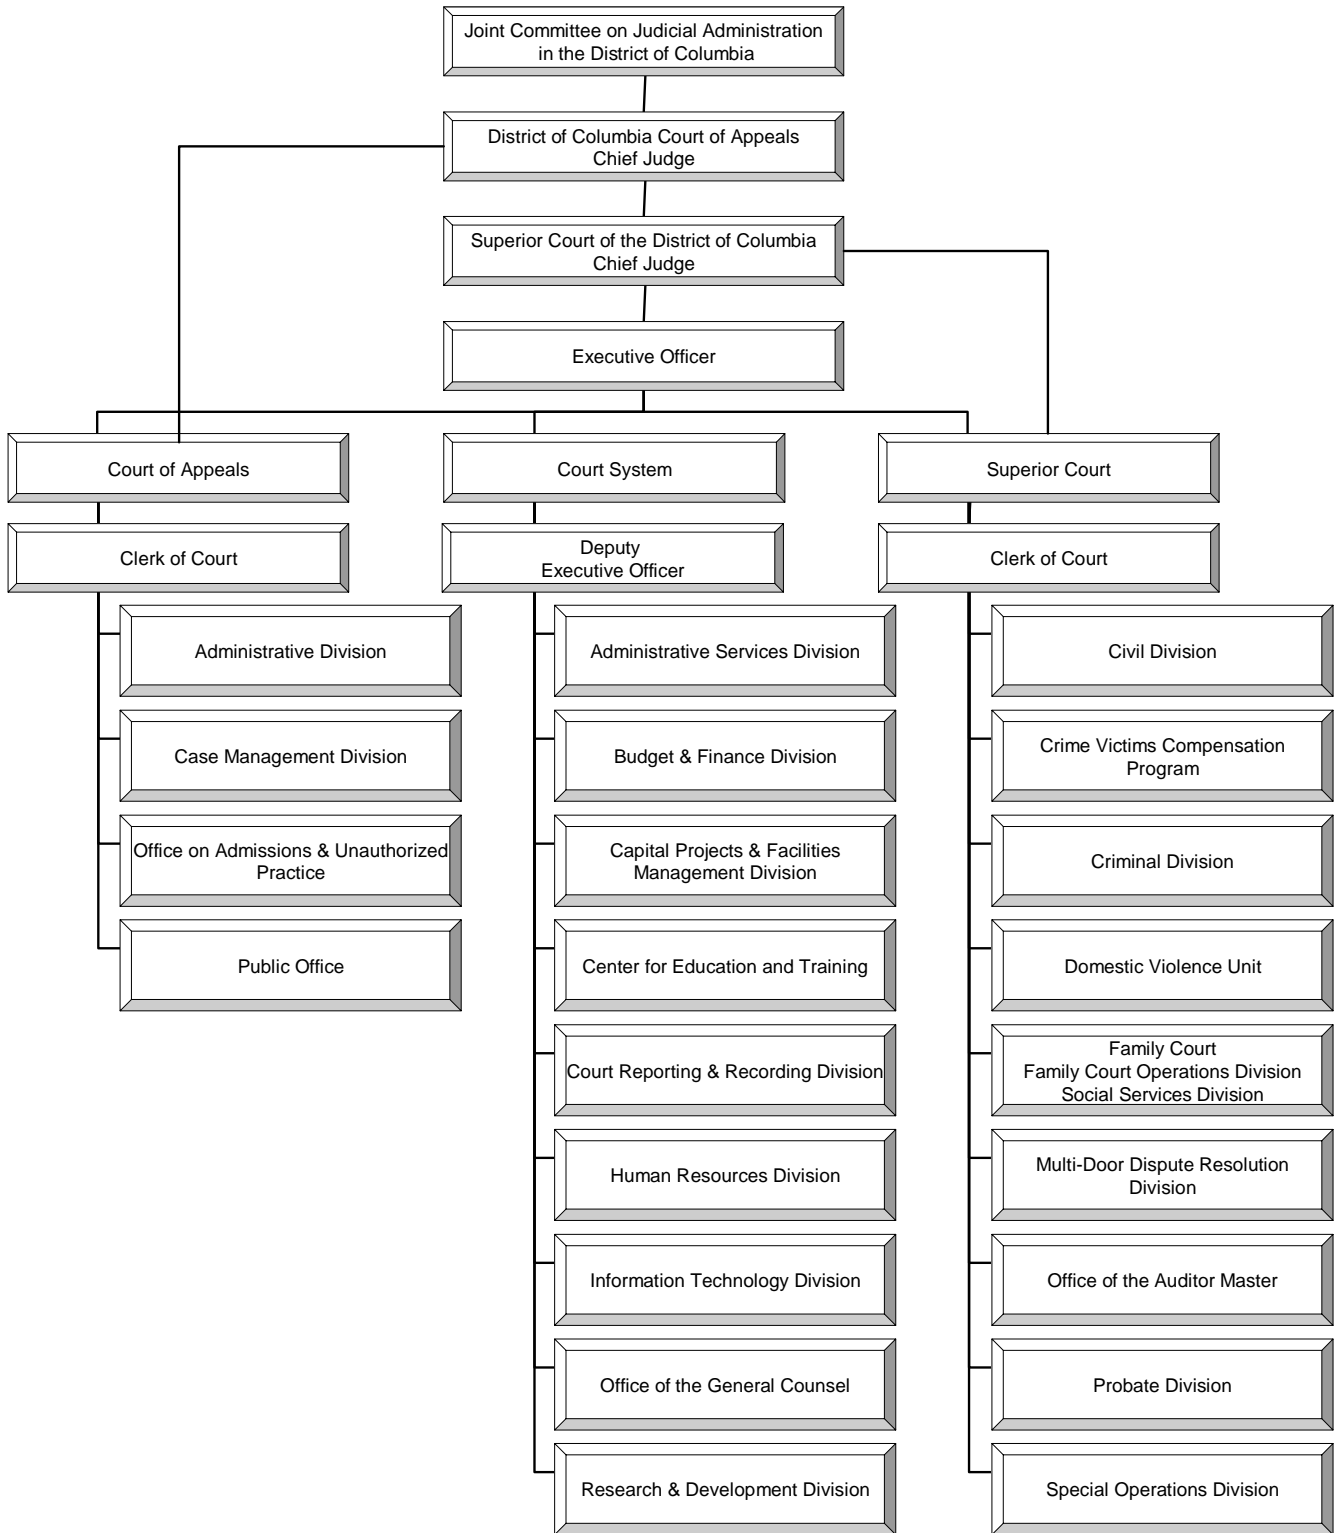 Joint Committee on Judicial Administration
in the District of Columbia
District of Columbia Court of Appeals
Chief Judge
Superior Court of the District of Columbia
Chief Judge
Executive Officer
Court of Appeals
Court System
Superior Court
Clerk of Court
Deputy
Executive Officer
Clerk of Court
Administrative Division
Case Management Division
Office on Admissions & Unauthorized
Practice
Public Office
Administrative Services Division
Budget & Finance Division
Capital Projects & Facilities
Management Division
Center for Education and Training
Court Reporting & Recording Division
Human Resources Division
Information Technology Division
Office of the General Counsel
Research & Development Division
Civil Division
Crime Victims Compensation
Program
Criminal Division
Domestic Violence Unit
Family Court
Family Court Operations Division
Social Services Division
Multi-Door Dispute Resolution
Division
Office of the Auditor Master
Probate Division
Special Operations Division